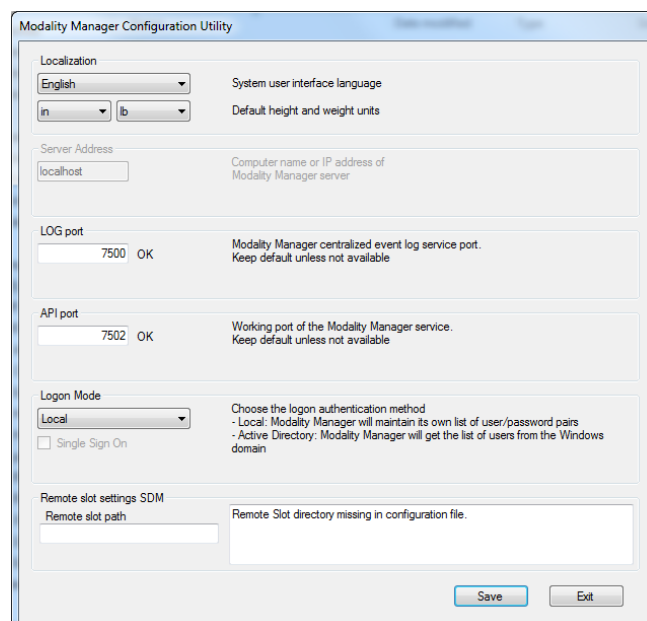 Date modified Type
Modality Manager Configuration Utility
Localization
English System user interface language
in lb Default height and weight units
Server Address
localhost Computer name or IP address of
Modality Manager server
LOG port
7500 OK Modality Manager centralized event log service port.
Keep default unless not available
API port
7502 OK Working port of the Modality Manager service.
Keep default unless not available
Logon Mode
Local Choose the logon authentication method
- Local: Modality Manager will maintain its own list of user/password pairs
Single Sign On - Active Directory: Modality Manager will get the list of users from the Windows
domain
Remote slot settings SDM
Remote slot path Remote Slot directory missing in configuration file.
Save Exit